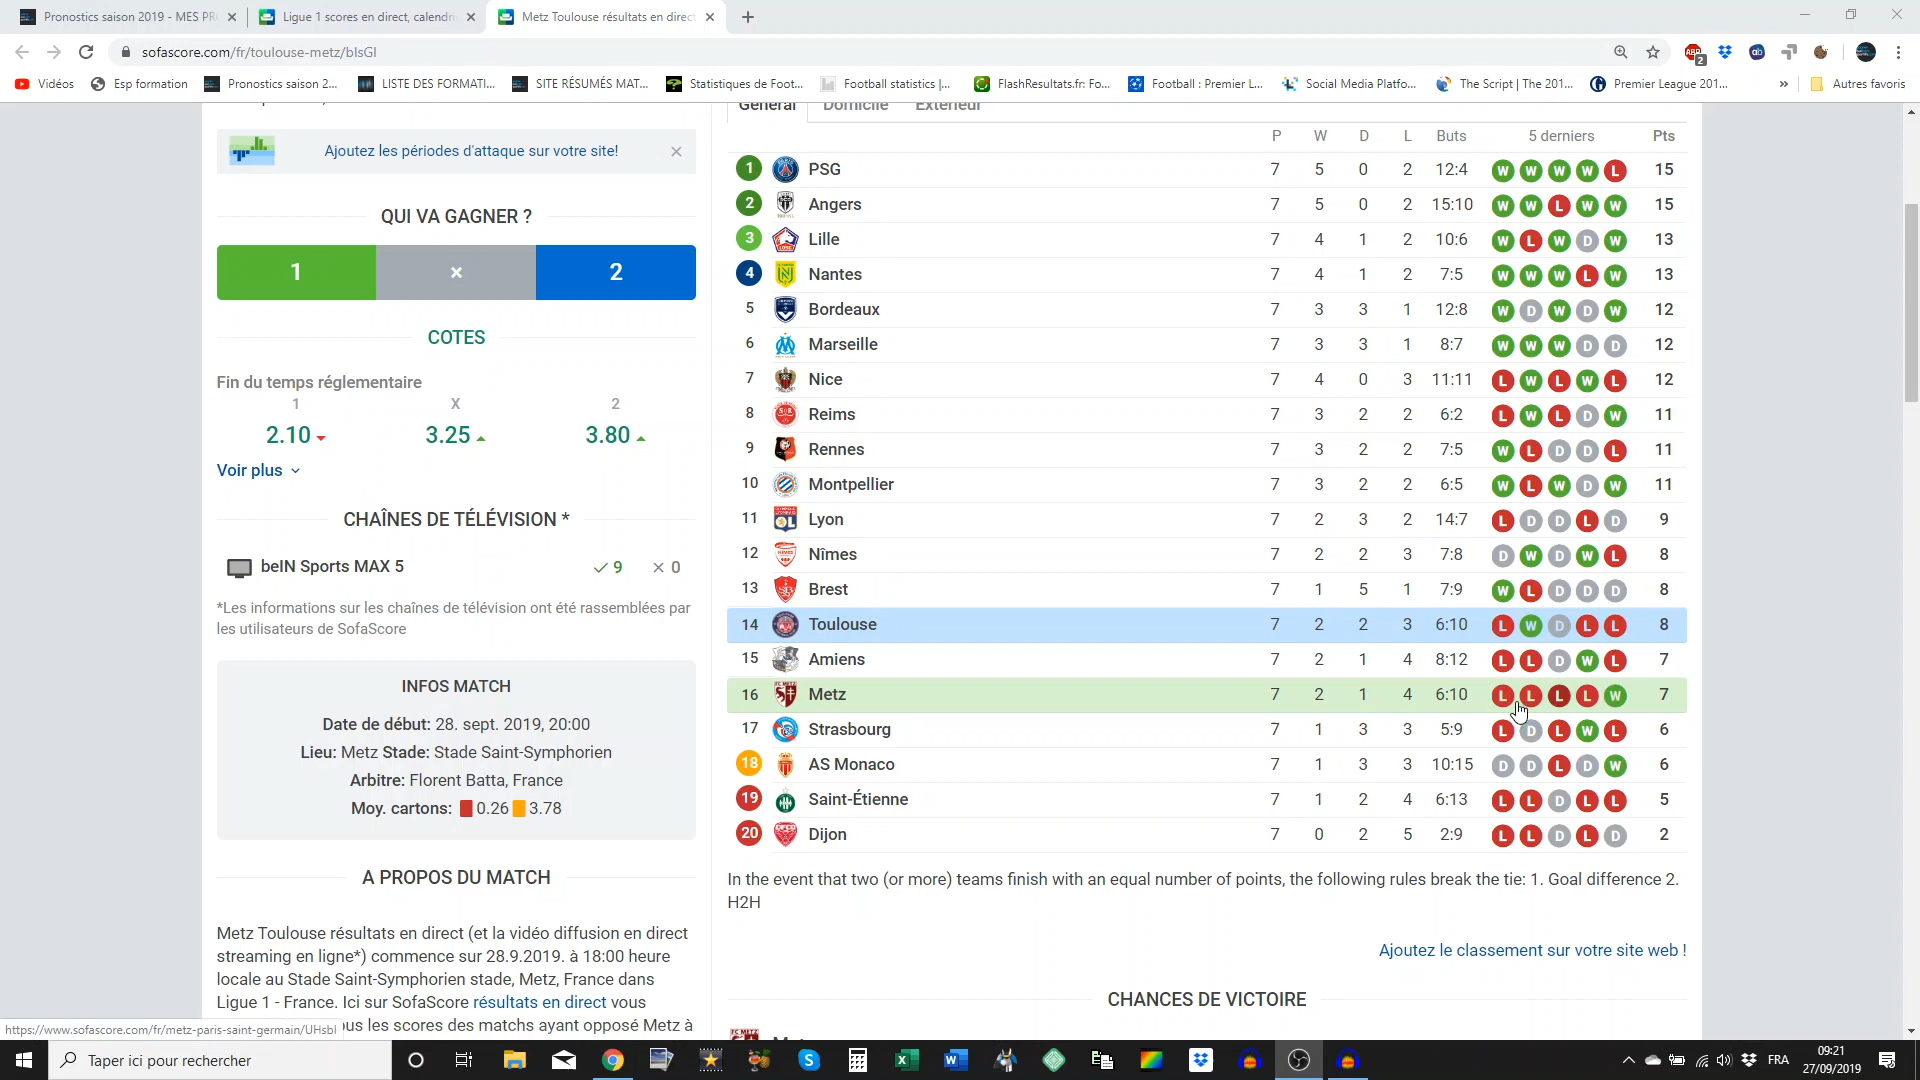 Pronostics saison 2019 - MES PR
Ligue 1 scores en direct, calendri
Metz Toulouse résultats en direct
sofascore.com/fr/toulouse-metz/blsGI
Vidéos
Esp formation
Pronostics saison 2...
LISTE DES FORMATI...
SITE RÉSUMÉS MAT...
Statistiques de Foot...
Football statistics |...
FlashResultats.fr: Fo...
Football : Premier L...
Social Media Platfo...
The Script | The 201...
Premier League 201...
»
Autres favoris
Général Domicile Extérieur
Ajoutez les périodes d'attaque sur votre site!
QUI VA GAGNER ?
1 × 2
COTES
Fin du temps réglementaire
1 X 2
2.10 3.25 3.80
Voir plus
CHAÎNES DE TÉLÉVISION *
beIN Sports MAX 5 9 0
*Les informations sur les chaînes de télévision ont été rassemblées par
les utilisateurs de SofaScore
INFOS MATCH
Date de début: 28. sept. 2019, 20:00
Lieu: Metz Stade: Stade Saint-Symphorien
Arbitre: Florent Batta, France
Moy. cartons: 0.26 3.78
A PROPOS DU MATCH
Metz Toulouse résultats en direct (et la vidéo diffusion en direct
streaming en ligne*) commence sur 28.9.2019. à 18:00 heure
locale au Stade Saint-Symphorien stade, Metz, France dans
Ligue 1 - France. Ici sur SofaScore résultats en direct vous
ous les scores des matchs ayant opposé Metz à
https://www.sofascore.com/fr/metz-paris-saint-germain/UHsbI
P W D L Buts 5 derniers Pts
1 PSG 7 5 0 2 12:4 W W W W L 15
2 Angers 7 5 0 2 15:10 W W L W W 15
3 Lille 7 4 1 2 10:6 W L W D W 13
4 Nantes 7 4 1 2 7:5 W W W L W 13
5 Bordeaux 7 3 3 1 12:8 W D W D W 12
6 Marseille 7 3 3 1 8:7 W W W D D 12
7 Nice 7 4 0 3 11:11 L W L W L 12
8 Reims 7 3 2 2 6:2 L W L D W 11
9 Rennes 7 3 2 2 7:5 W L D D L 11
10 Montpellier 7 3 2 2 6:5 W L W D W 11
11 Lyon 7 2 3 2 14:7 L D D L D 9
12 Nîmes 7 2 2 3 7:8 D W D W L 8
13 Brest 7 1 5 1 7:9 W L D D D 8
14 Toulouse 7 2 2 3 6:10 L W D L L 8
15 Amiens 7 2 1 4 8:12 L L D W L 7
16 Metz 7 2 1 4 6:10 L L L L W 7
17 Strasbourg 7 1 3 3 5:9 L D L W L 6
18 AS Monaco 7 1 3 3 10:15 D D L D W 6
19 Saint-Étienne 7 1 2 4 6:13 L L D L L 5
20 Dijon 7 0 2 5 2:9 L L D L D 2
In the event that two (or more) teams finish with an equal number of points, the following rules break the tie: 1. Goal difference 2.
H2H
Ajoutez le classement sur votre site web !
CHANCES DE VICTOIRE
Taper ici pour rechercher
FRA
09:21
27/09/2019